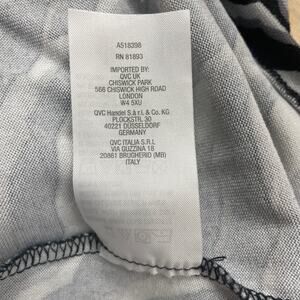 A518398
RN 81893
IMPORTED BY:
QVC UK
CHISWICK PARK
566 CHISWICK HIGH ROAD
LONDON
W4 5XU
QVC Handel S.à r.l. & Co. KG
PLOCKSTR. 30
40221 DÜSSELDORF
GERMANY
QVC ITALIA S.R.L
VIA GUZZINA 18
20861 BRUGHERIO (MB)
ITALY